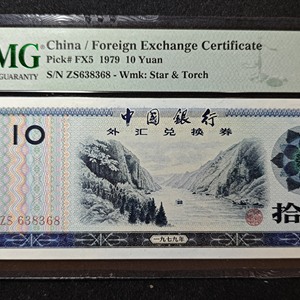 MG China / Foreign Exchange Certificate
GUARANTY
Pick# FX5 1979 10 Yuan
S/N ZS638368 - Wmk: Star & Torch
中国银行
外汇兑换券
10
拾
ZS 638368
一九七九年